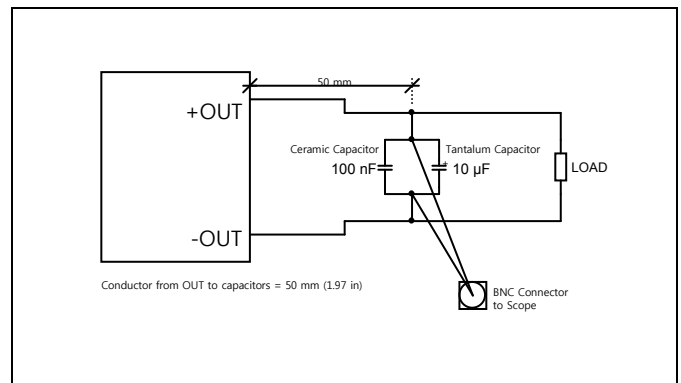 50 mm
+OUT
Ceramic Capacitor
100 nF
Tantalum Capacitor
+ 10 µF
LOAD
-OUT
Conductor from OUT to capacitors = 50 mm (1.97 in)
BNC Connector
to Scope